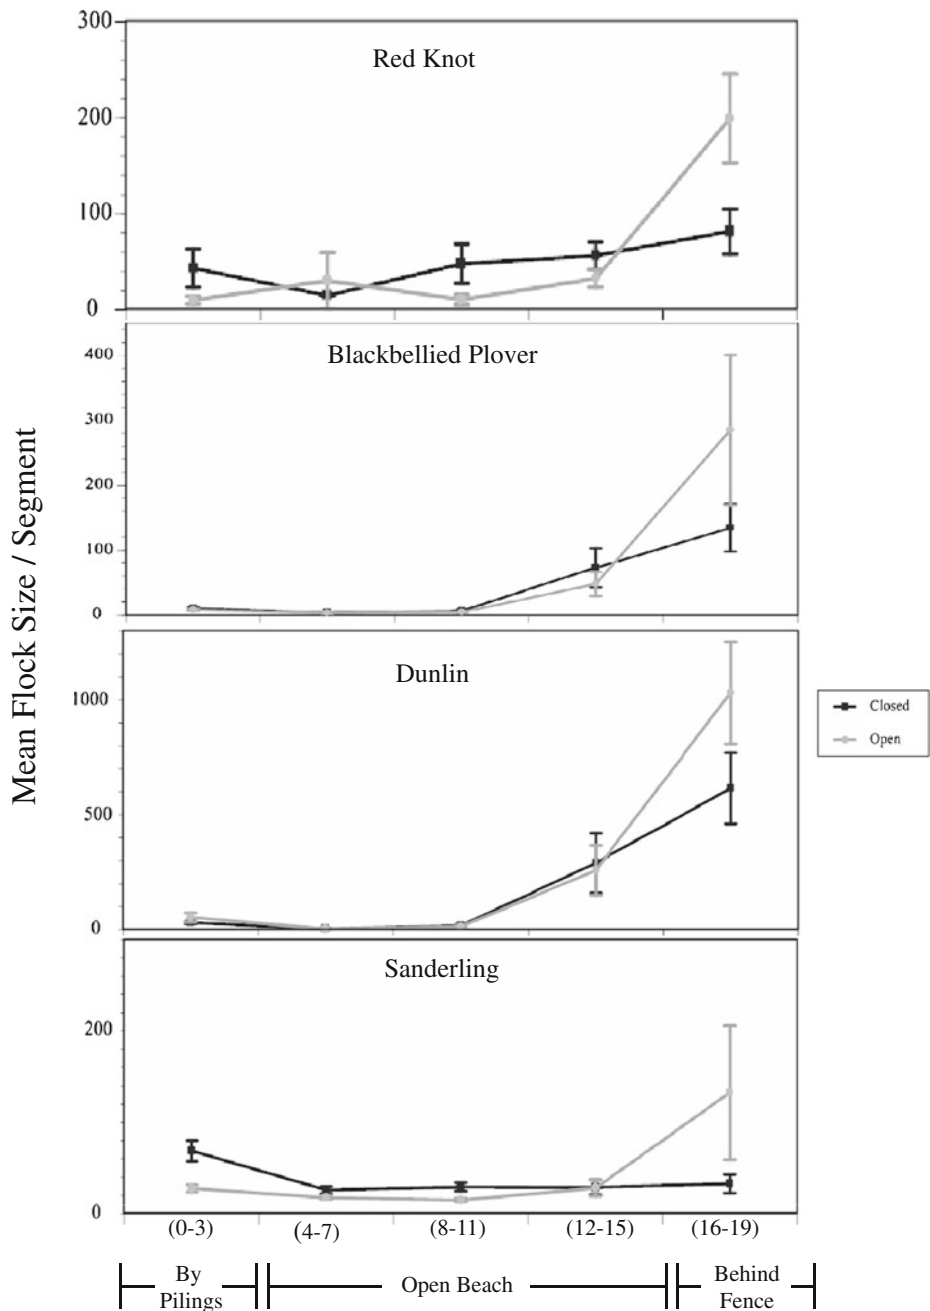 300
Red Knot
200
100
0
Blackbellied Plover
400
300
200
100
0
Mean Flock Size / Segment
Dunlin
1000
500
0
Closed
Open
Sanderling
200
0
(0-3) (4-7) (8-11) (12-15) (16-19)
By Pilings
Open Beach
Behind Fence